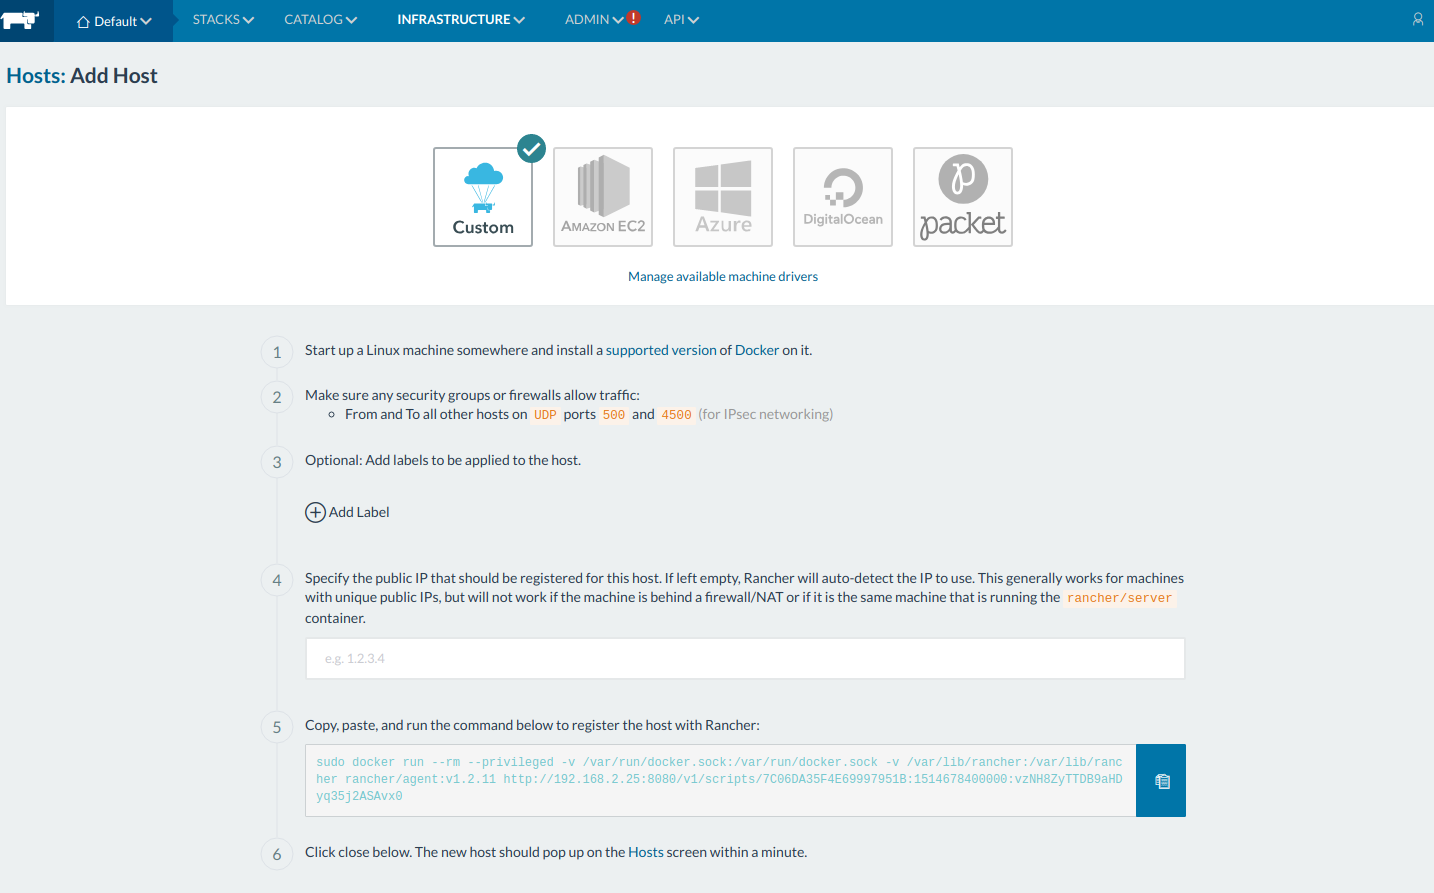 Default STACKS CATALOG INFRASTRUCTURE ADMIN ! API
Hosts: Add Host
Custom
AMAZON EC2
Azure
DigitalOcean
packet
Manage available machine drivers
1 Start up a Linux machine somewhere and install a supported version of Docker on it.
2 Make sure any security groups or firewalls allow traffic:
From and To all other hosts on UDP ports 500 and 4500 (for IPsec networking)
3 Optional: Add labels to be applied to the host.
Add Label
4 Specify the public IP that should be registered for this host. If left empty, Rancher will auto-detect the IP to use. This generally works for machines
with unique public IPs, but will not work if the machine is behind a firewall/NAT or if it is the same machine that is running the rancher/server
container.
e.g. 1.2.3.4
5 Copy, paste, and run the command below to register the host with Rancher:
sudo docker run --rm --privileged -v /var/run/docker.sock:/var/run/docker.sock -v /var/lib/rancher:/var/lib/ranc
her rancher/agent:v1.2.11 http://192.168.2.25:8080/v1/scripts/7C06DA35F4E69997951B:1514678400000:vzNH8ZyTTDB9aHD
yq35j2ASAvx0
6 Click close below. The new host should pop up on the Hosts screen within a minute.